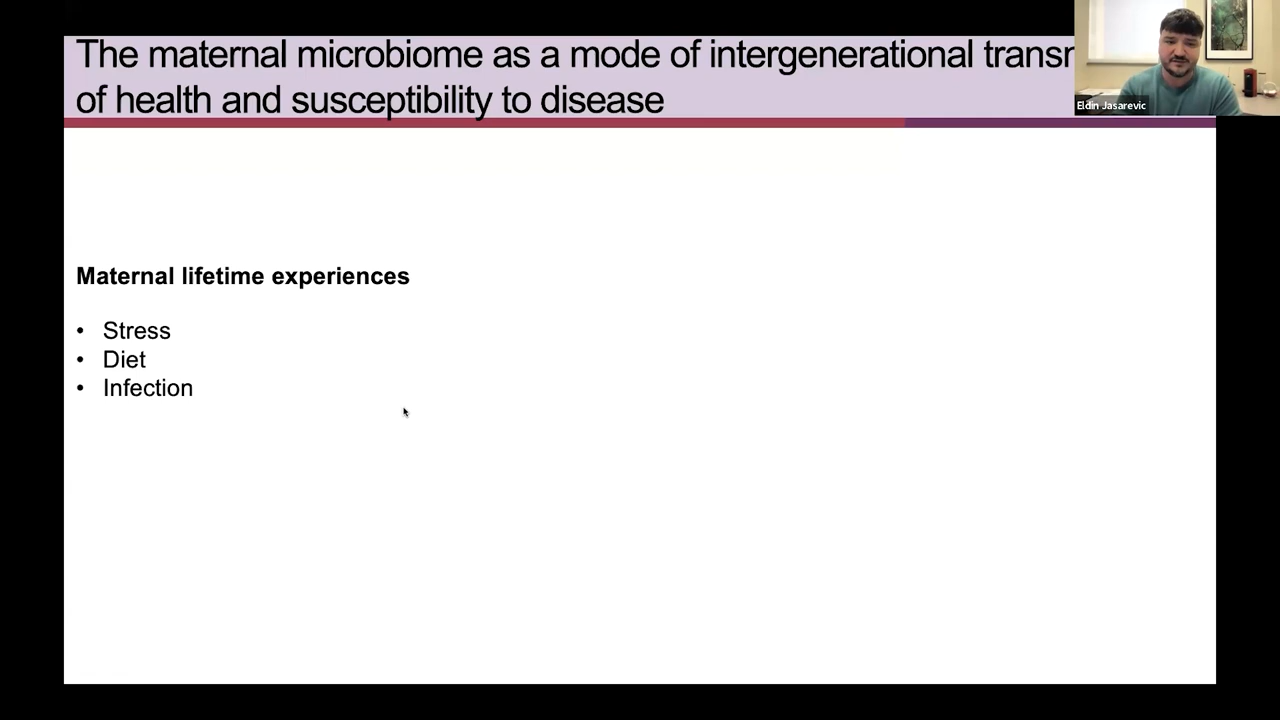 The maternal microbiome as a mode of intergenerational
of health and susceptibility to disease
Eldin Jasarevic
Maternal lifetime experiences
• Stress
• Diet
• Infection